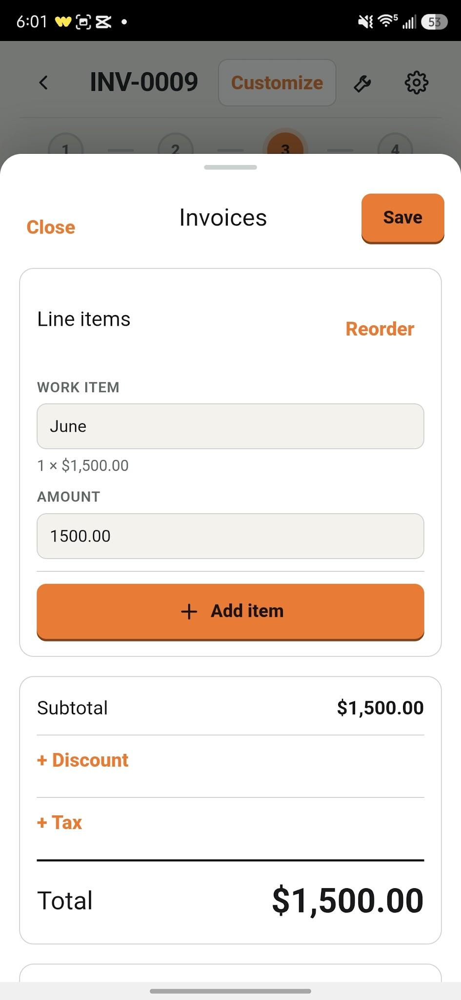 6:01
5
53
INV-0009
Customize
1 2 3 4
Close
Invoices
Save
Line items
Reorder
WORK ITEM
June
1 × $1,500.00
AMOUNT
1500.00
+ Add item
Subtotal $1,500.00
+ Discount
+ Tax
Total $1,500.00